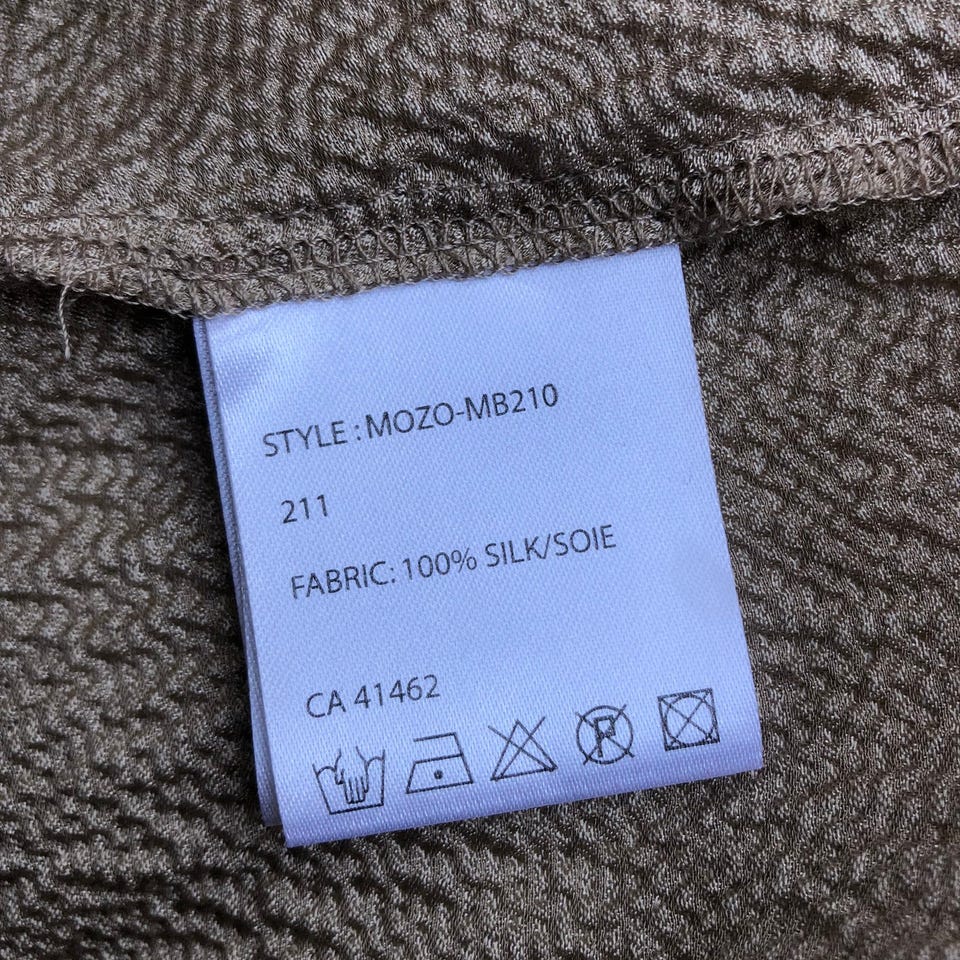 STYLE : MOZO-MB210
211
FABRIC: 100% SILK/SOIE
CA 41462
P